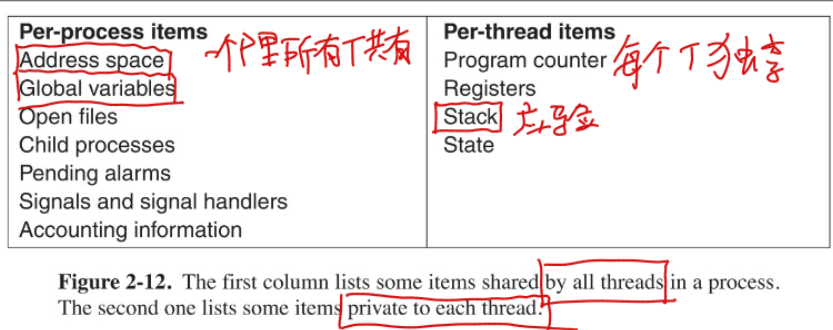 Per-process items
Address space
一个P里所有T共有
Global variables
Open files
Child processes
Pending alarms
Signals and signal handlers
Accounting information
Per-thread items
Program counter
每个T独享
Registers
Stack
State
Figure 2-12. The first column lists some items shared by all threads in a process.
The second one lists some items private to each thread.